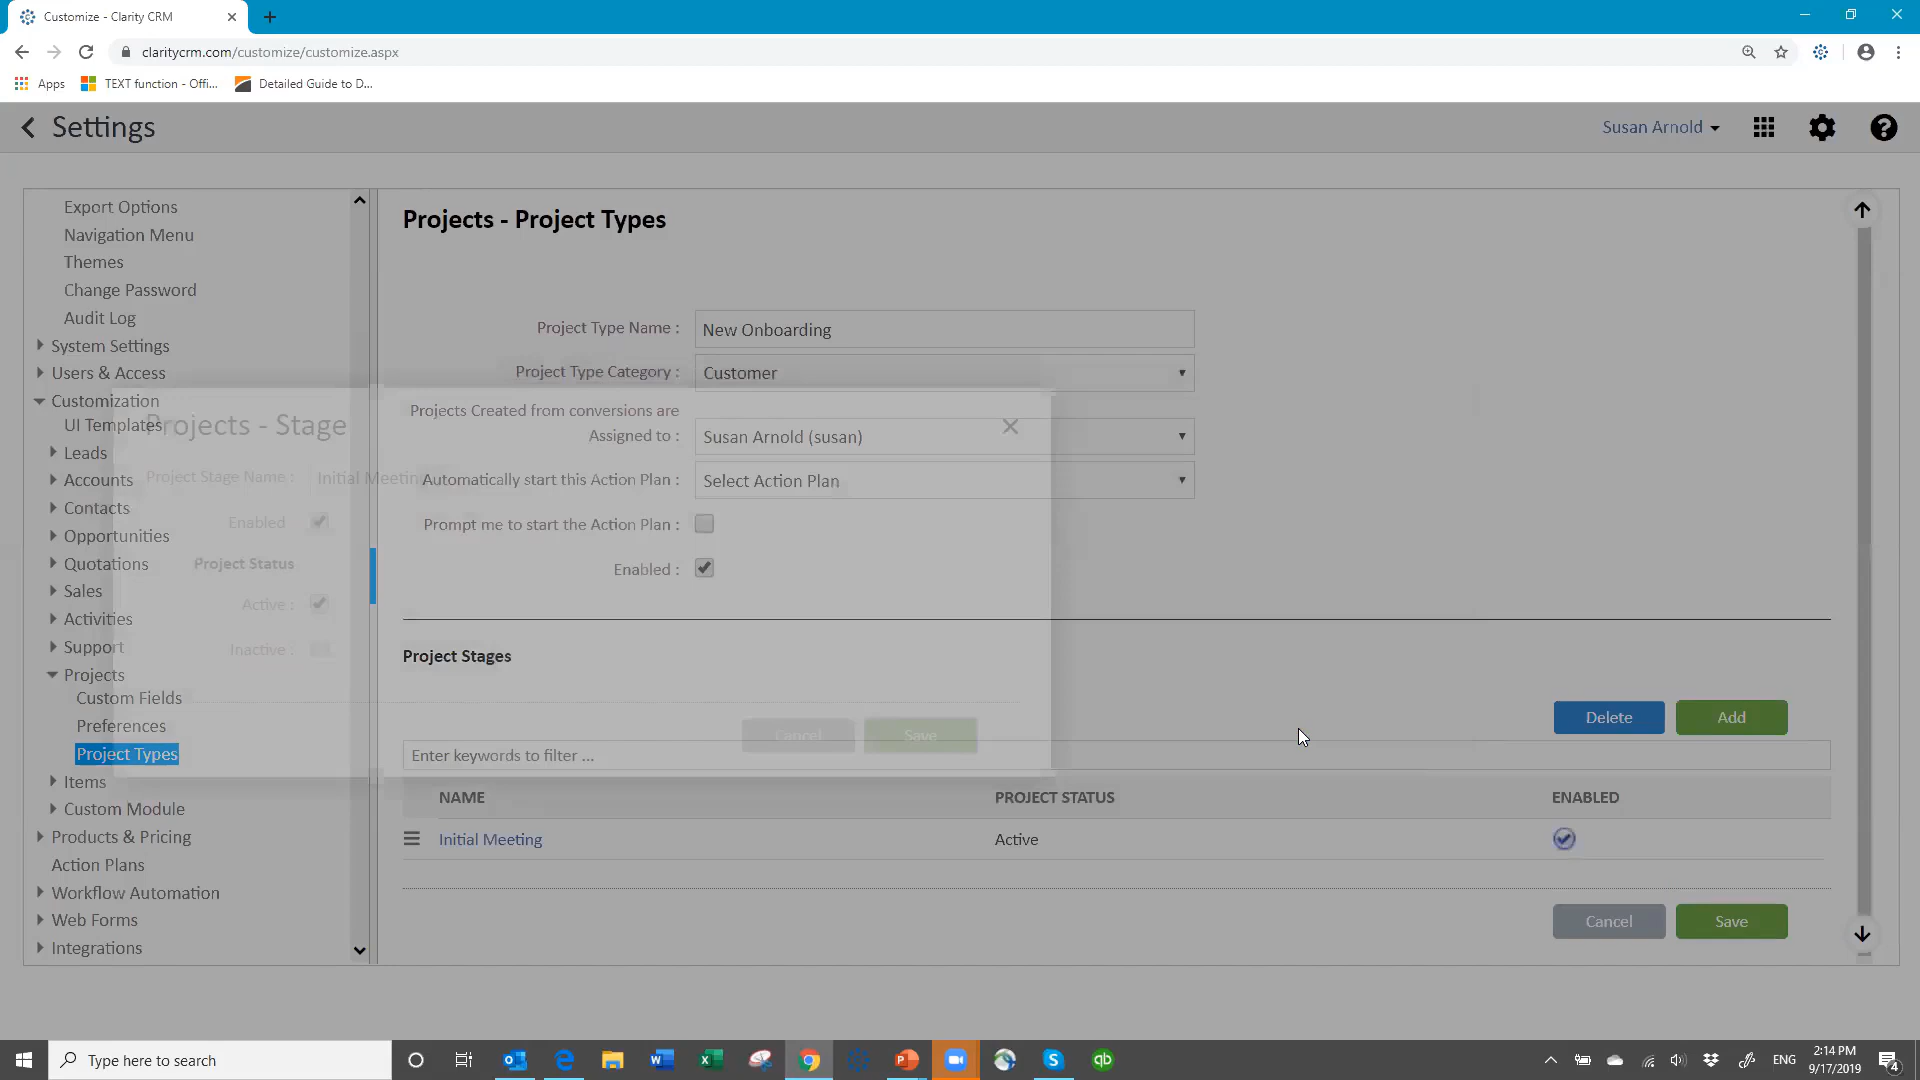 Customize - Clarity CRM
claritycrm.com/customize/customize.aspx
Apps
TEXT function - Offi...
Detailed Guide to D...
Settings
Susan Arnold
Export Options
Navigation Menu
Themes
Change Password
Audit Log
System Settings
Users & Access
Customization
UI Templates
Leads
Accounts
Contacts
Opportunities
Quotations
Sales
Activities
Support
Projects
Custom Fields
Preferences
Project Types
Items
Custom Module
Products & Pricing
Action Plans
Workflow Automation
Web Forms
Integrations
Projects - Project Types
Project Type Name : New Onboarding
Project Type Category : Customer
Projects Created from conversions are
Assigned to : Susan Arnold (susan)
Automatically start this Action Plan : Select Action Plan
Prompt me to start the Action Plan :
Enabled :
Projects - Stage
Project Stage Name : Initial Meeting
Enabled
Project Status
Active :
Inactive :
Cancel Save
Project Stages
Delete Add
Enter keywords to filter ...
NAME PROJECT STATUS ENABLED
Initial Meeting Active
Cancel Save
Type here to search
ENG
2:14 PM
9/17/2019
4